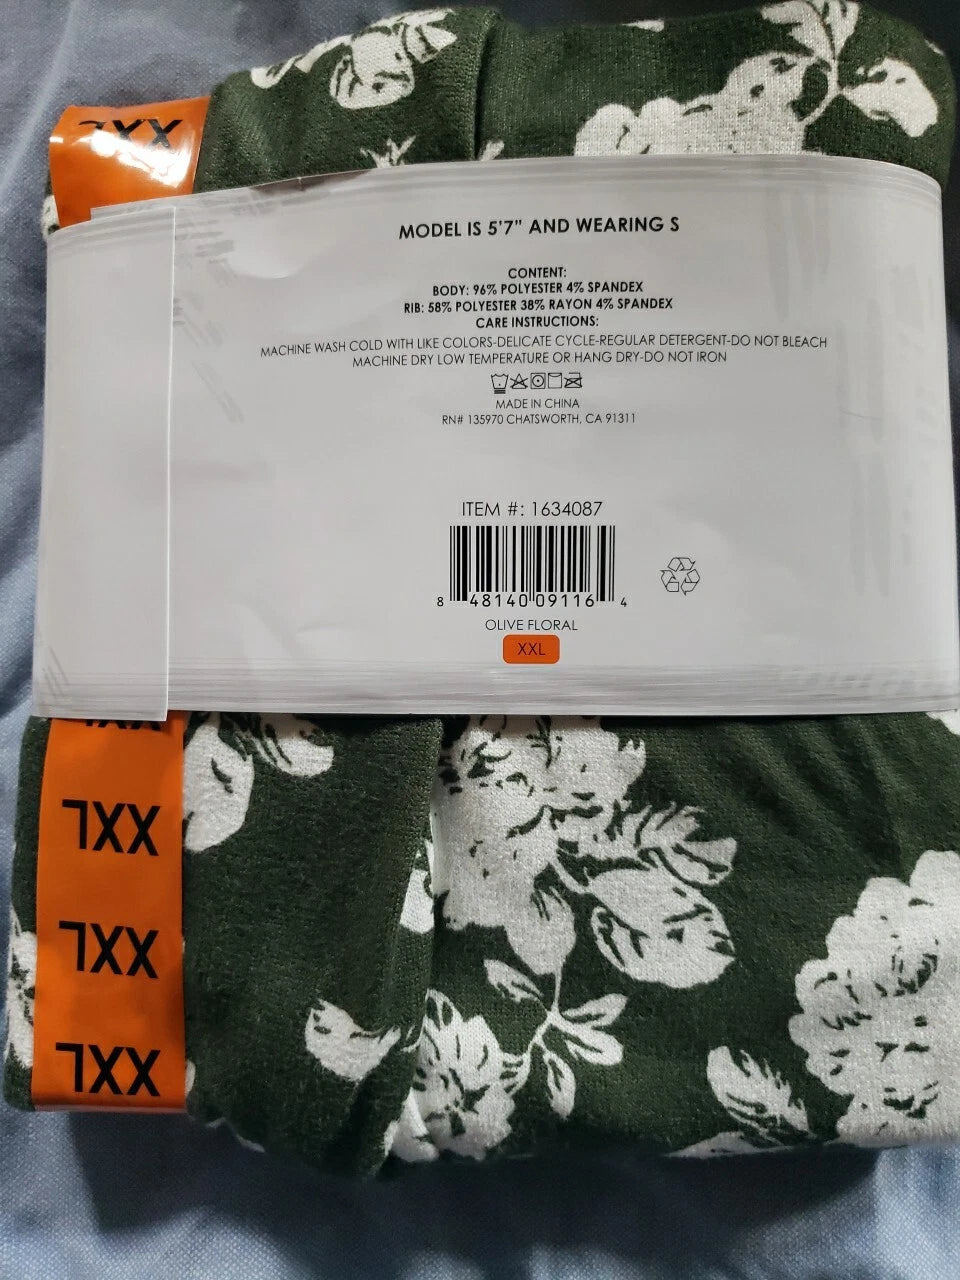 XXL
MODEL IS 5'7" AND WEARING S
CONTENT:
BODY: 96% POLYESTER 4% SPANDEX
RIB: 58% POLYESTER 38% RAYON 4% SPANDEX
CARE INSTRUCTIONS:
MACHINE WASH COLD WITH LIKE COLORS-DELICATE CYCLE-REGULAR DETERGENT-DO NOT BLEACH
MACHINE DRY LOW TEMPERATURE OR HANG DRY-DO NOT IRON
MADE IN CHINA
RN# 135970 CHATSWORTH, CA 91311
ITEM #: 1634087
8 48140 09116 4
OLIVE FLORAL
XXL
XXL
XXL
XXL
XXL